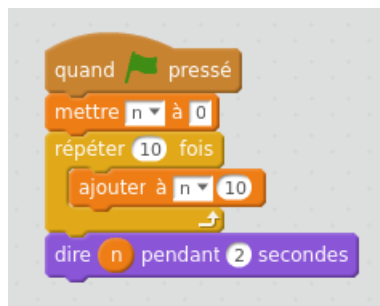 quand pressé
mettre n à 0
répéter 10 fois
ajouter à n 10
dire n pendant 2 secondes